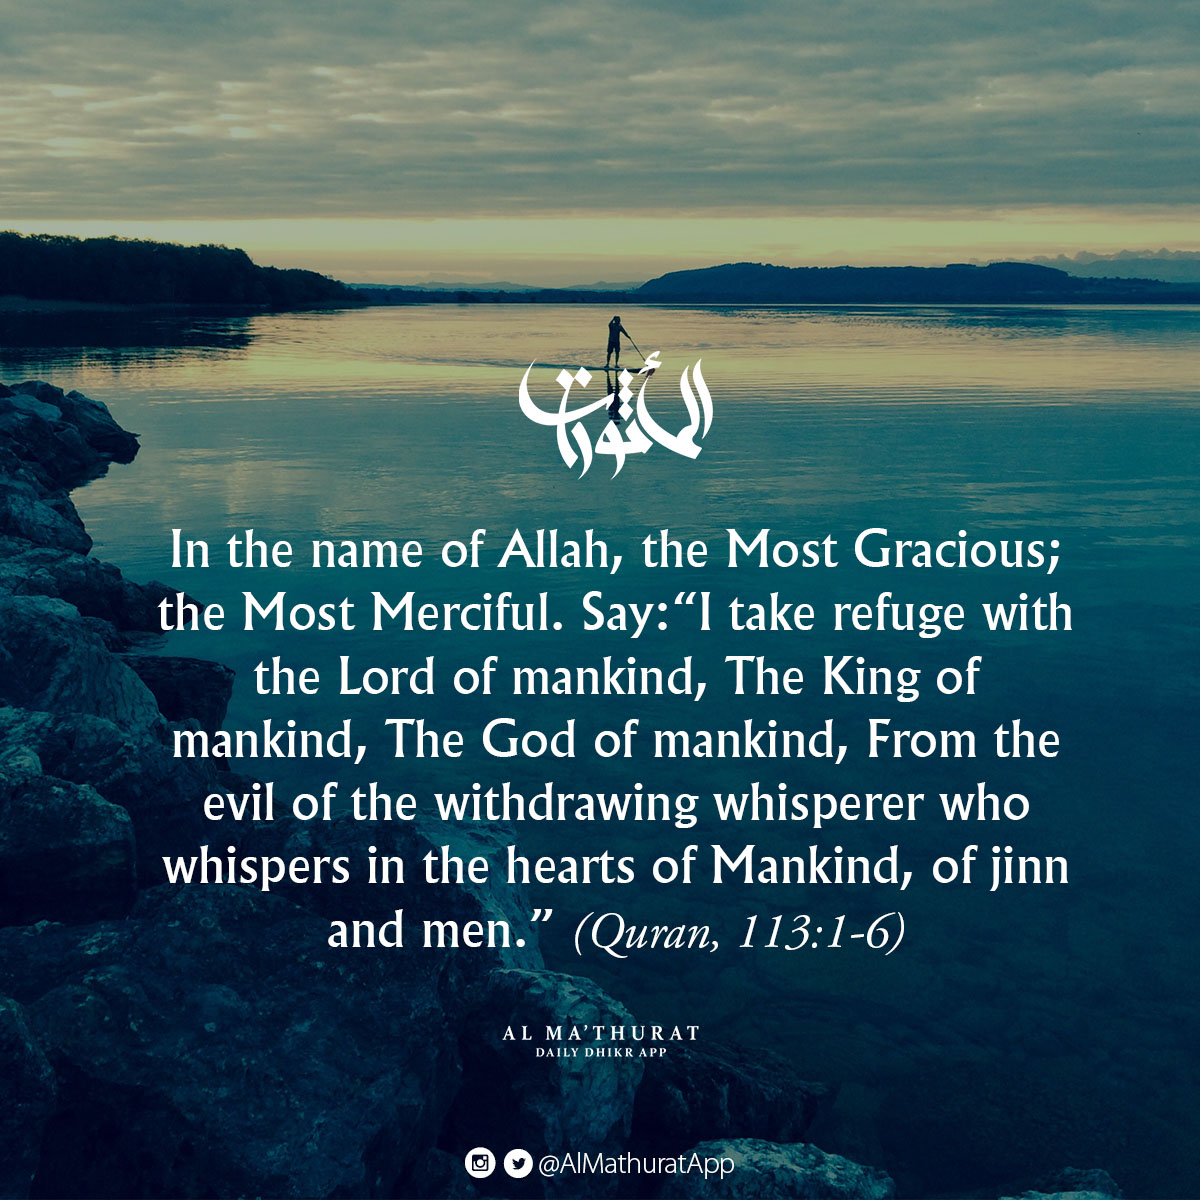 المأثورات
In the name of Allah, the Most Gracious;
the Most Merciful. Say:“I take refuge with
the Lord of mankind, The King of
mankind, The God of mankind, From the
evil of the withdrawing whisperer who
whispers in the hearts of Mankind, of jinn
and men.” (Quran, 113:1-6)
AL MA’THURAT
DAILY DHIKR APP
@AlMathuratApp